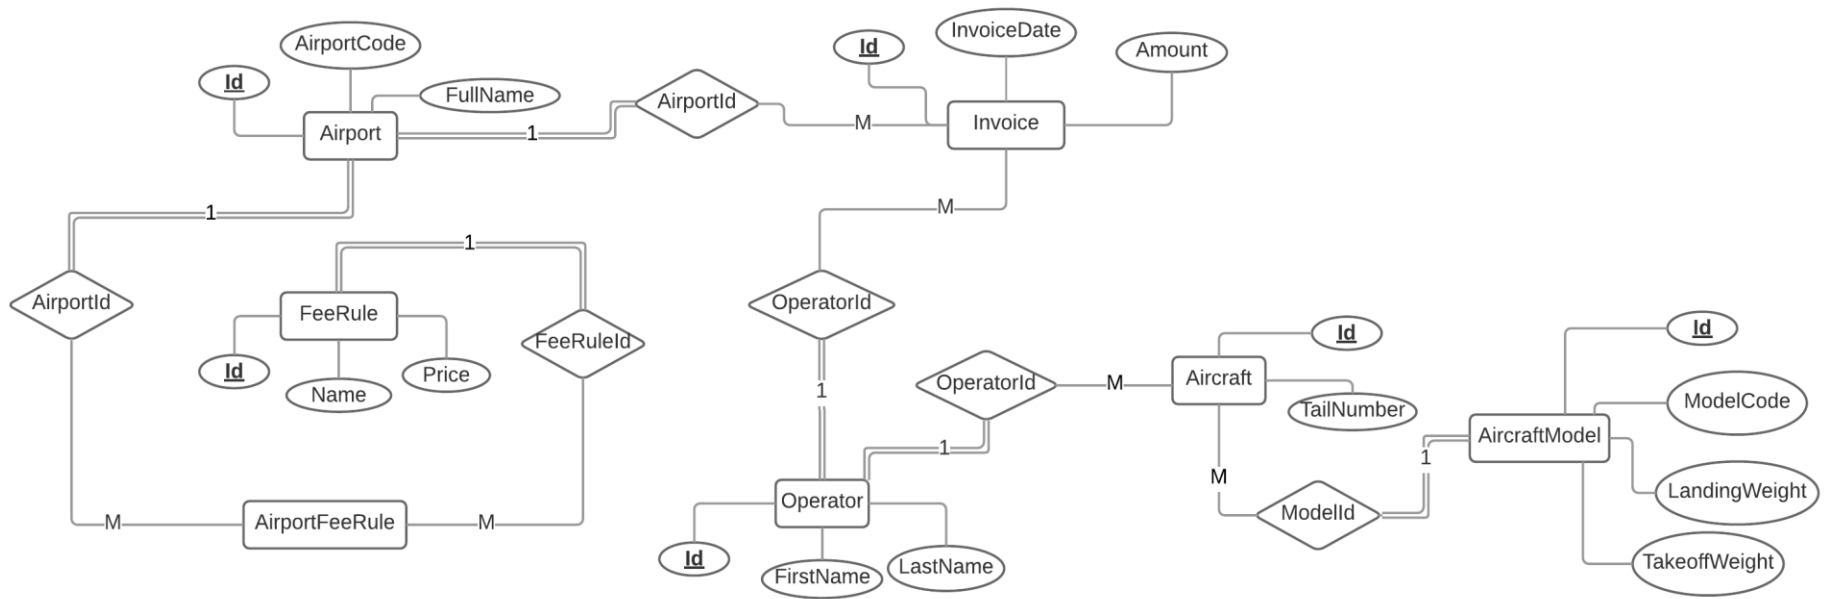 AirportCode
Id
FullName
Airport
1
AirportId
M
Id
InvoiceDate
Amount
Invoice
1
M
1
AirportId
FeeRule
FeeRuleId
Id
Name
Price
M
AirportFeeRule
M
OperatorId
1
OperatorId
M
1
Operator
Id
FirstName
LastName
Aircraft
Id
TailNumber
M
ModelId
1
AircraftModel
Id
ModelCode
LandingWeight
TakeoffWeight